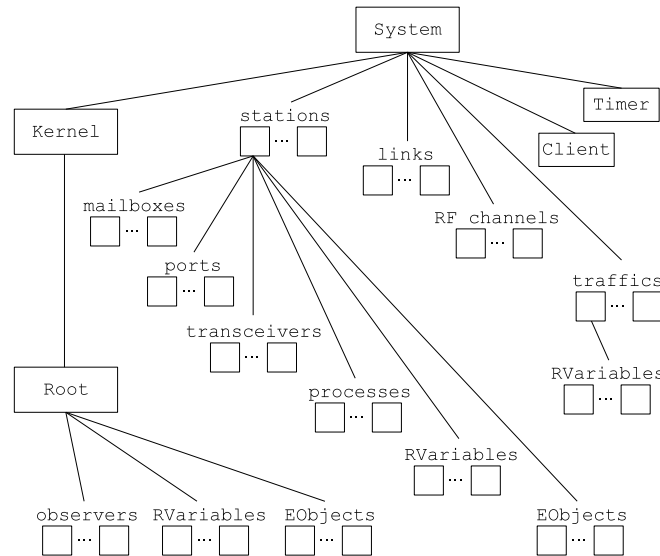 System
Timer
stations
Kernel
Client
... 
links
...
mailboxes
...
RF channels
...
ports
...
traffics
...
transceivers
...
RVariables
...
Root
processes
...
RVariables
...
observers
RVariables
EObjects
EObjects
...
...
...
...